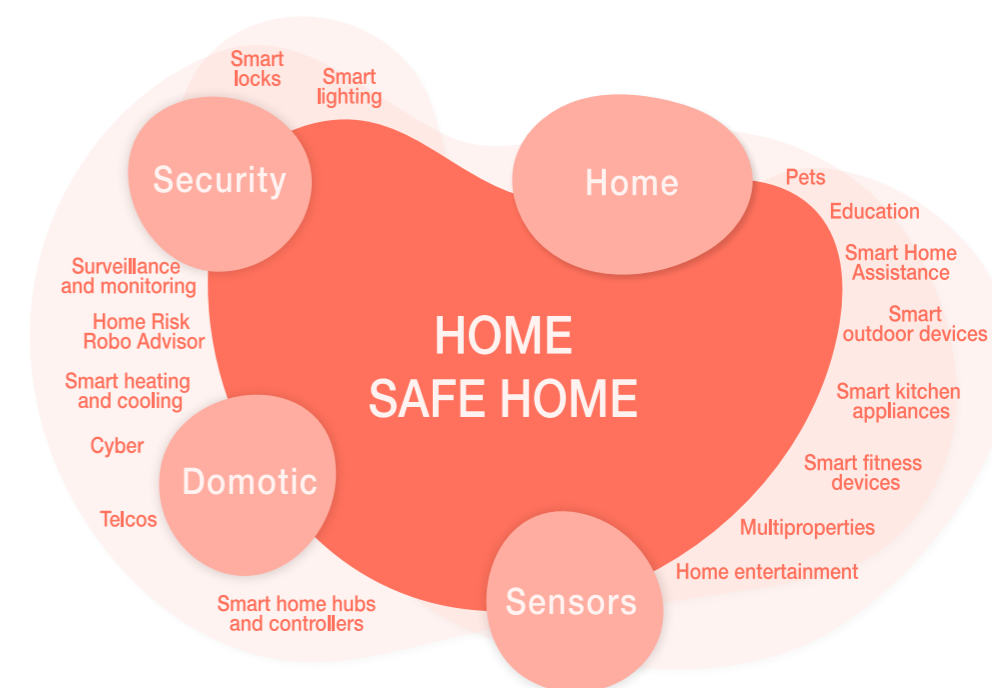 Smart
locks
Smart
lighting
Security
Home
Pets
Education
Surveillance
and monitoring
Smart Home
Assistance
Home Risk
Robo Advisor
Smart
outdoor devices
HOME
SAFE HOME
Smart heating
and cooling
Smart kitchen
appliances
Cyber
Domotic
Smart fitness
devices
Telcos
Multiproperties
Home entertainment
Smart home hubs
and controllers
Sensors